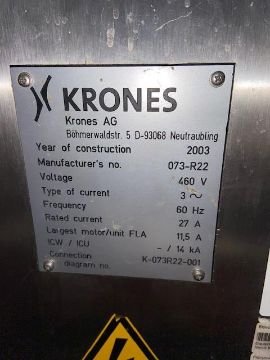 KRONES
Krones AG
Böhmerwaldstr. 5 D-93068 Neutraubling
Year of construction 2003
Manufacturer's no. 073-R22
Voltage 460 V
Type of current 3 ~
Frequency 60 Hz
Rated current 27 A
Largest motor/unit FLA 11,5 A
ICW / ICU - / 14 kA
Connection
diagram no. K-073R22-001